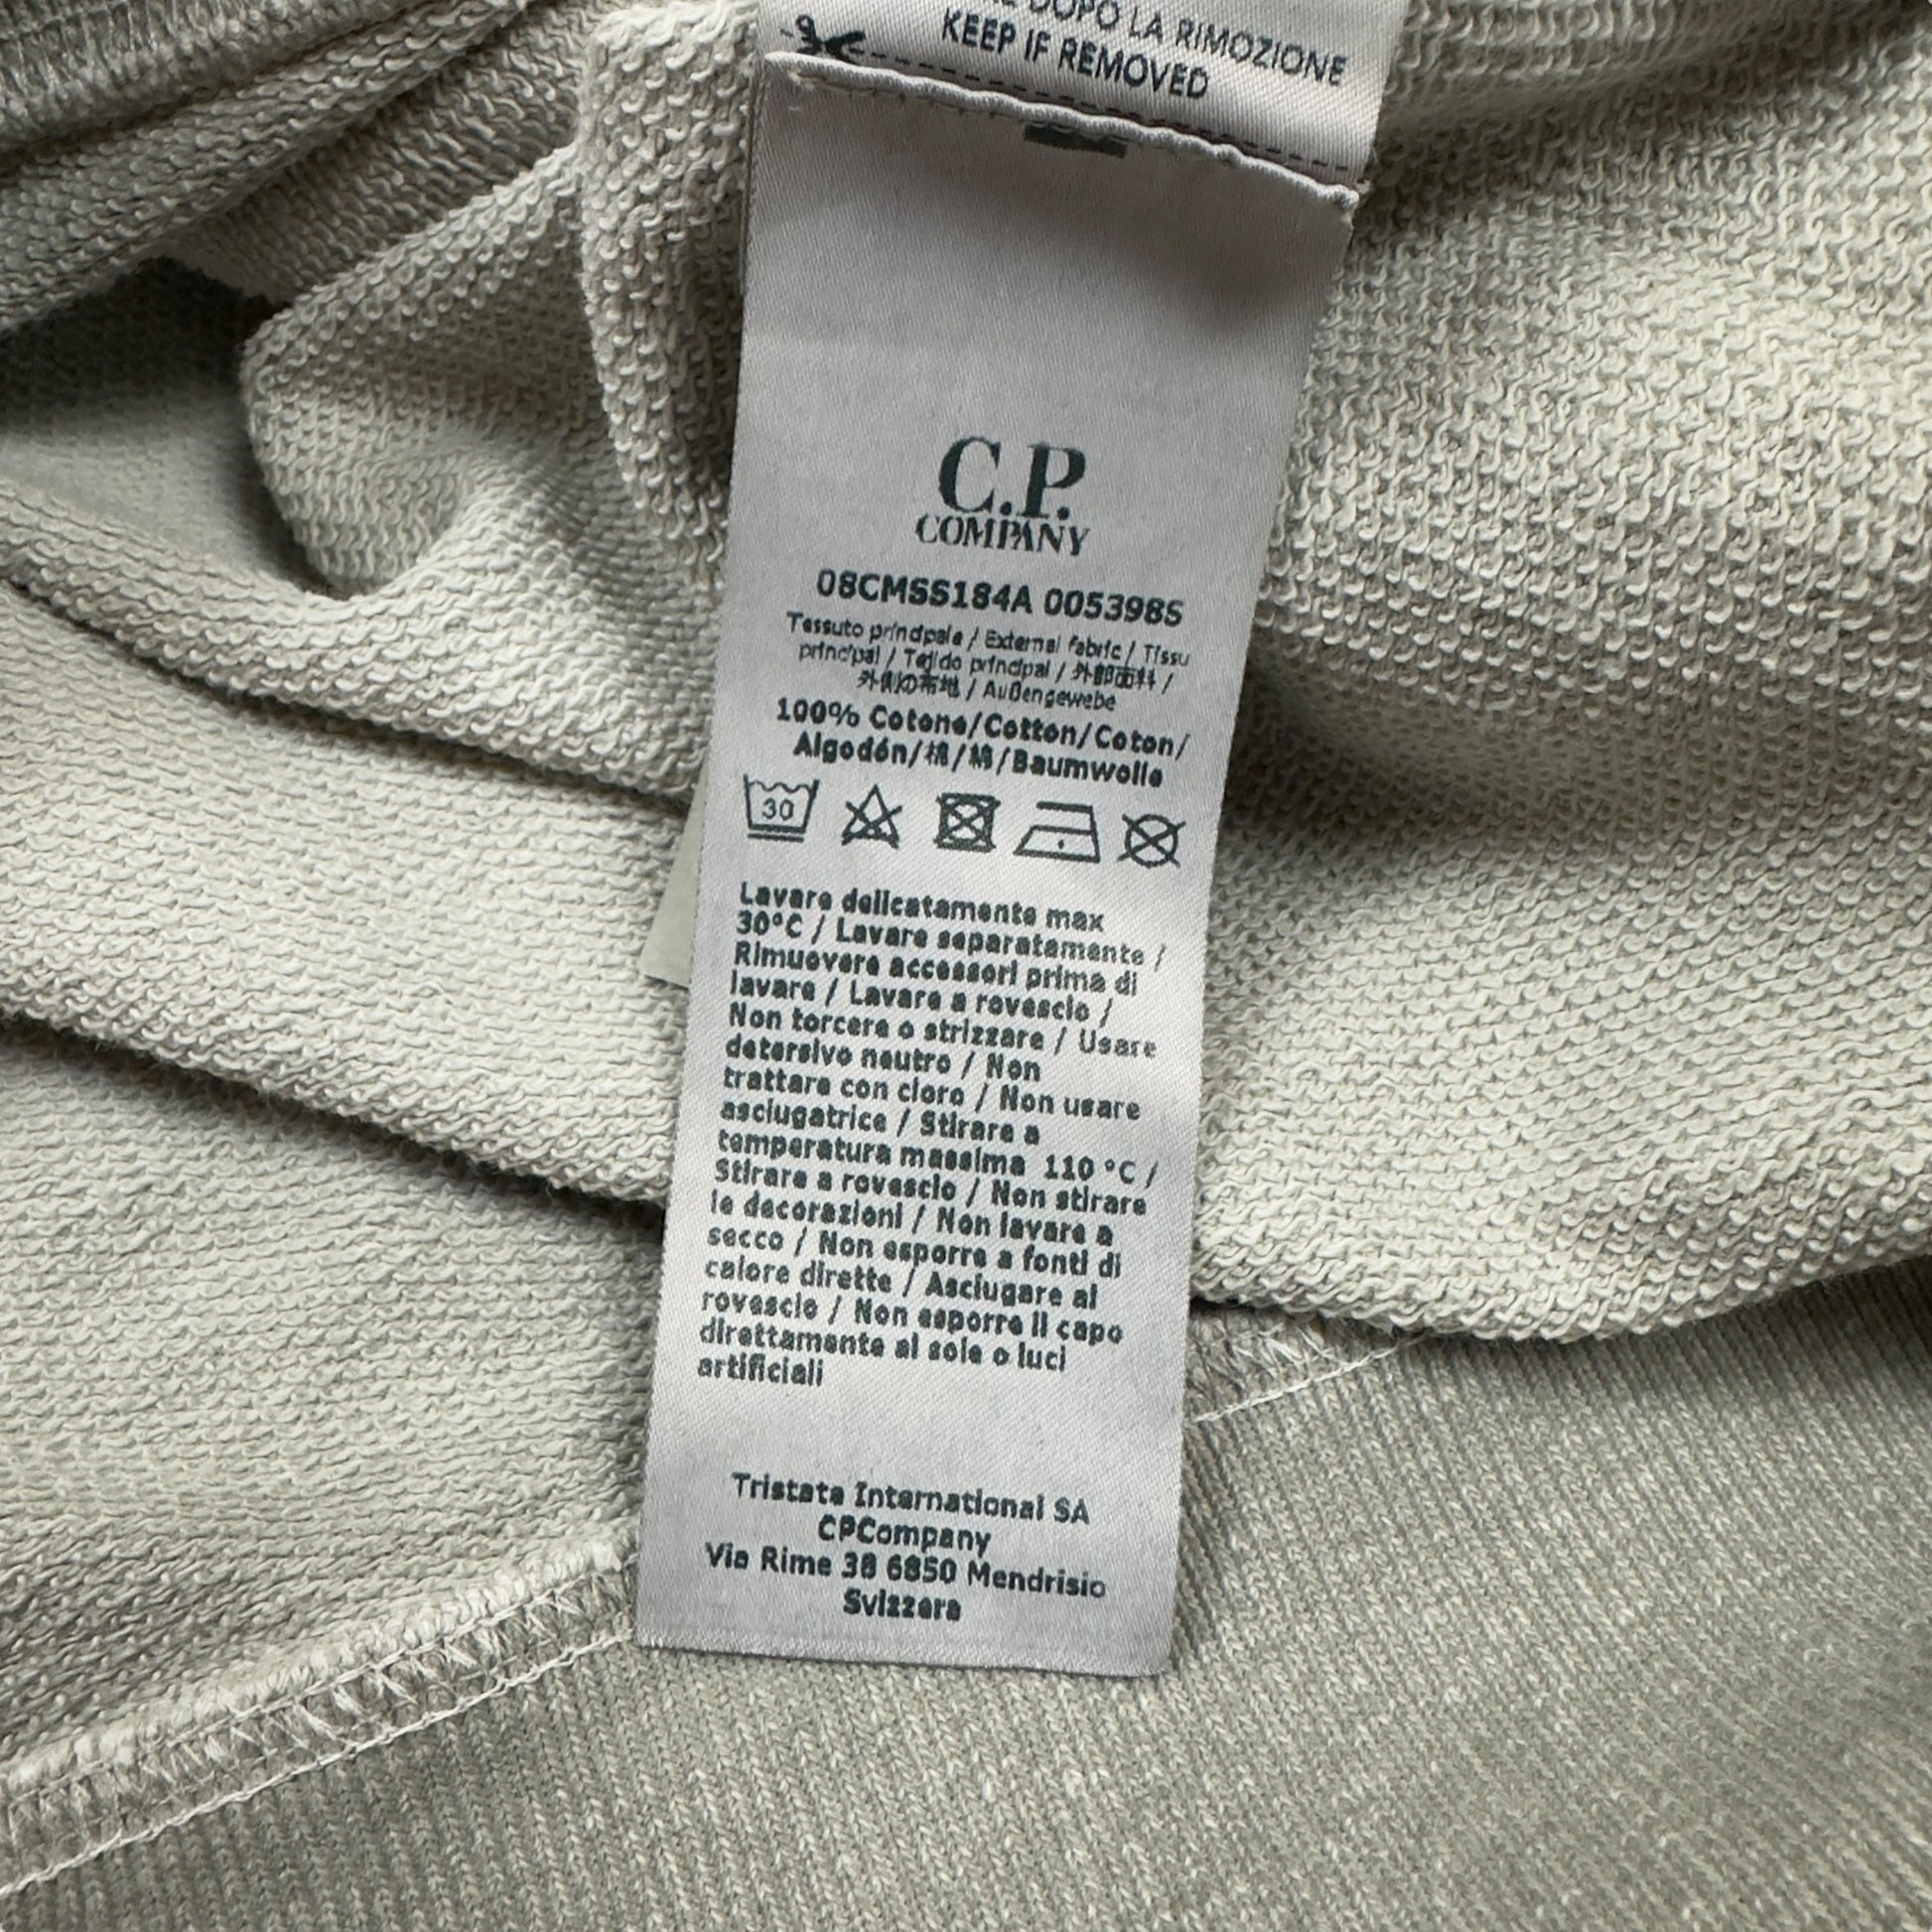 DOPO LA RIMOZIONE
KEEP IF REMOVED
C.P.
COMPANY
08CMSS184A 005398S
Tessuto principale / External fabric / Tissu
principal / Tejido principal / 外部面料 /
外側の布地 / Außengewebe
100% Cotone/Cotton/Coton/
Algodón/棉/綿/Baumwolle
30
Lavare delicatamente max
30°C / Lavare separatamente /
Rimuovere accessori prima di
lavare / Lavare a rovescio /
Non torcere o strizzare / Usare
detersivo neutro / Non
trattare con cloro / Non usare
asciugatrice / Stirare a
temperatura massima 110 °C /
Stirare a rovescio / Non stirare
le decorazioni / Non lavare a
secco / Non esporre a fonti di
calore dirette / Asciugare al
rovescio / Non esporre il capo
direttamente al sole o luci
artificiali
Tristate International SA
CPCompany
Via Rime 38 6850 Mendrisio
Svizzera